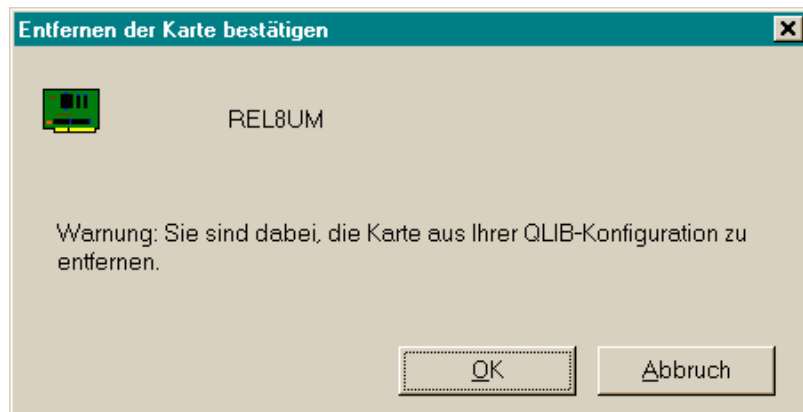 Entfernen der Karte bestätigen
REL8UM
Warnung: Sie sind dabei, die Karte aus Ihrer QLIB-Konfiguration zu
entfernen.
OK Abbruch